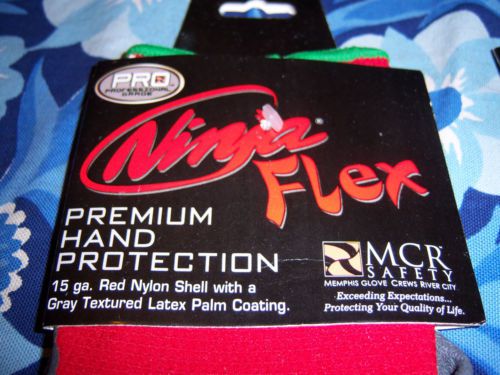 PRO
PROFESSIONAL
GRADE
Ninja®
Flex
PREMIUM
HAND
PROTECTION
15 ga. Red Nylon Shell with a
Gray Textured Latex Palm Coating.
MCR
SAFETY
MEMPHIS GLOVE CREWS RIVER CITY
Exceeding Expectations...
Protecting Your Quality of Life.